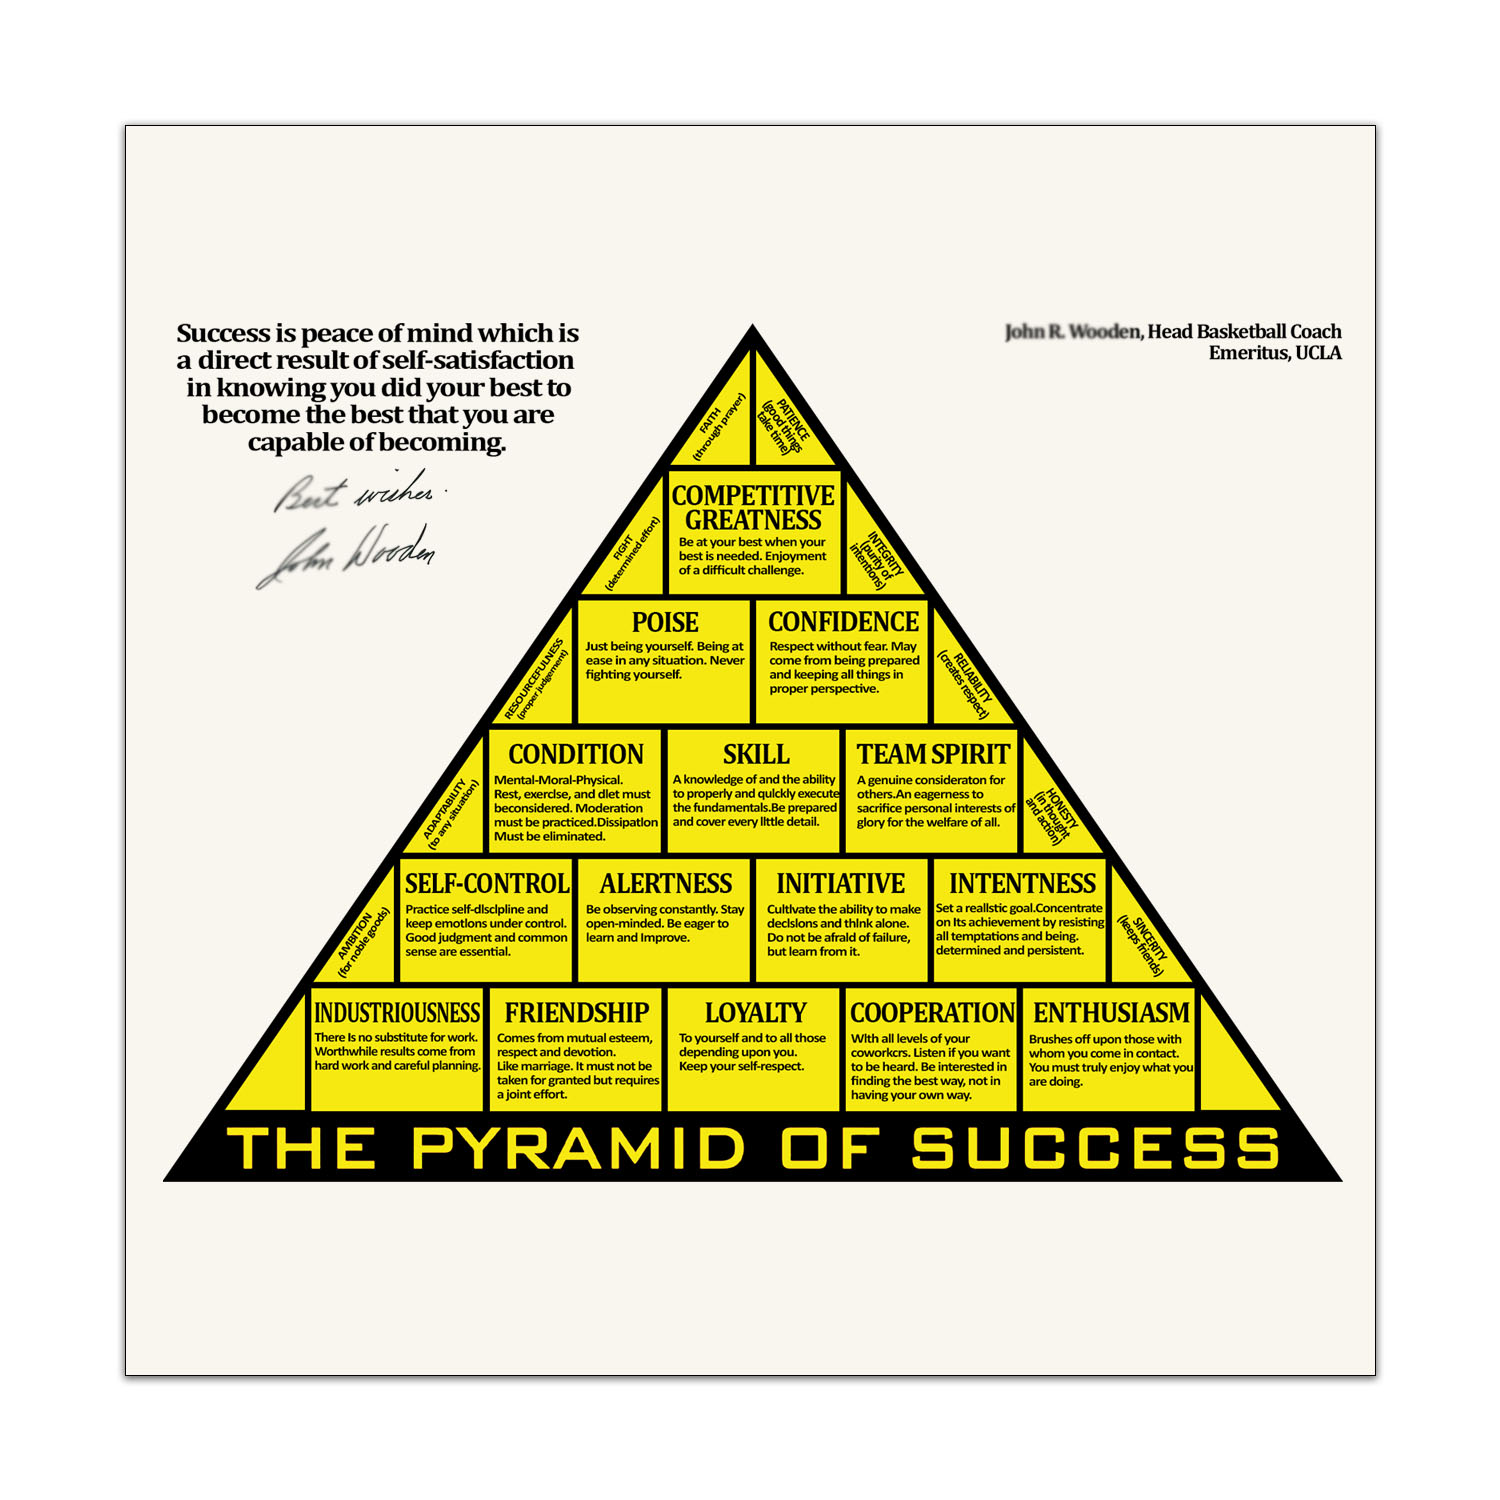 Success is peace of mind which is
a direct result of self-satisfaction
in knowing you did your best to
become the best that you are
capable of becoming.
Best wishes.
John Wooden
John R. Wooden, Head Basketball Coach
Emeritus, UCLA
FAITH
(through prayer)
PATIENCE
(good things
take time)
FIGHT
(determined effort)
COMPETITIVE
GREATNESS
Be at your best when your
best is needed. Enjoyment
of a difficult challenge.
INTEGRITY
(purity of
intentions)
RESOURCEFULNESS
(proper judgement)
POISE
Just being yourself. Being at
ease in any situation. Never
fighting yourself.
CONFIDENCE
Respect without fear. May
come from being prepared
and keeping all things in
proper perspective.
RELIABILITY
(creates respect)
ADAPTABILITY
(to any situation)
CONDITION
Mental-Moral-Physical.
Rest, exerclse, and dlet must
beconsidered. Moderation
must be practiced.Dissipatlon
Must be eliminated.
SKILL
A knowledge of and the ability
to properly and qulckly execute
the fundamentals.Be prepared
and cover every llttle detail.
TEAM SPIRIT
A genuine consideraton for
others.An eagerness to
sacrifice personal interests of
glory for the welfare of all.
HONESTY
(in thought
and action)
AMBITION
(for noble goods)
SELF-CONTROL
Practice self-dlsclpline and
keep emotlons under control.
Good judgment and common
sense are essential.
ALERTNESS
Be observing constantly. Stay
open-minded. Be eager to
learn and Improve.
INITIATIVE
Cultlvate the ability to make
declslons and thlnk alone.
Do not be afrald of failure,
but learn from it.
INTENTNESS
Set a reallstic goal.Concentrate
on Its achievement by resisting
all temptations and being.
determined and persistent.
SINCERITY
(keeps friends)
INDUSTRIOUSNESS
There Is no substitute for work.
Worthwhile results come from
hard work and careful planning.
FRIENDSHIP
Comes from mutual esteem,
respect and devotion.
Like marriage. It must not be
taken for granted but requires
a joint effort.
LOYALTY
To yourself and to all those
depending upon you.
Keep your self-respect.
COOPERATION
Wlth all levels of your
coworkcrs. Listen if you want
to be heard. Be interested in
finding the best way, not in
having your own way.
ENTHUSIASM
Brushes off upon those with
whom you come in contact.
You must truly enjoy what you
are doing.
THE PYRAMID OF SUCCESS